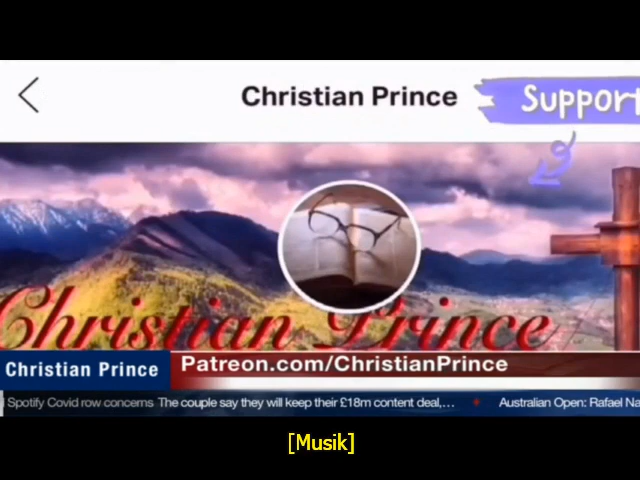 Christian Prince
Support
Christian Prince
Christian Prince
Patreon.com/ChristianPrince
Spotify Covid row concerns The couple say they will keep their £18m content deal,...
Australian Open: Rafael Na
[Musik]